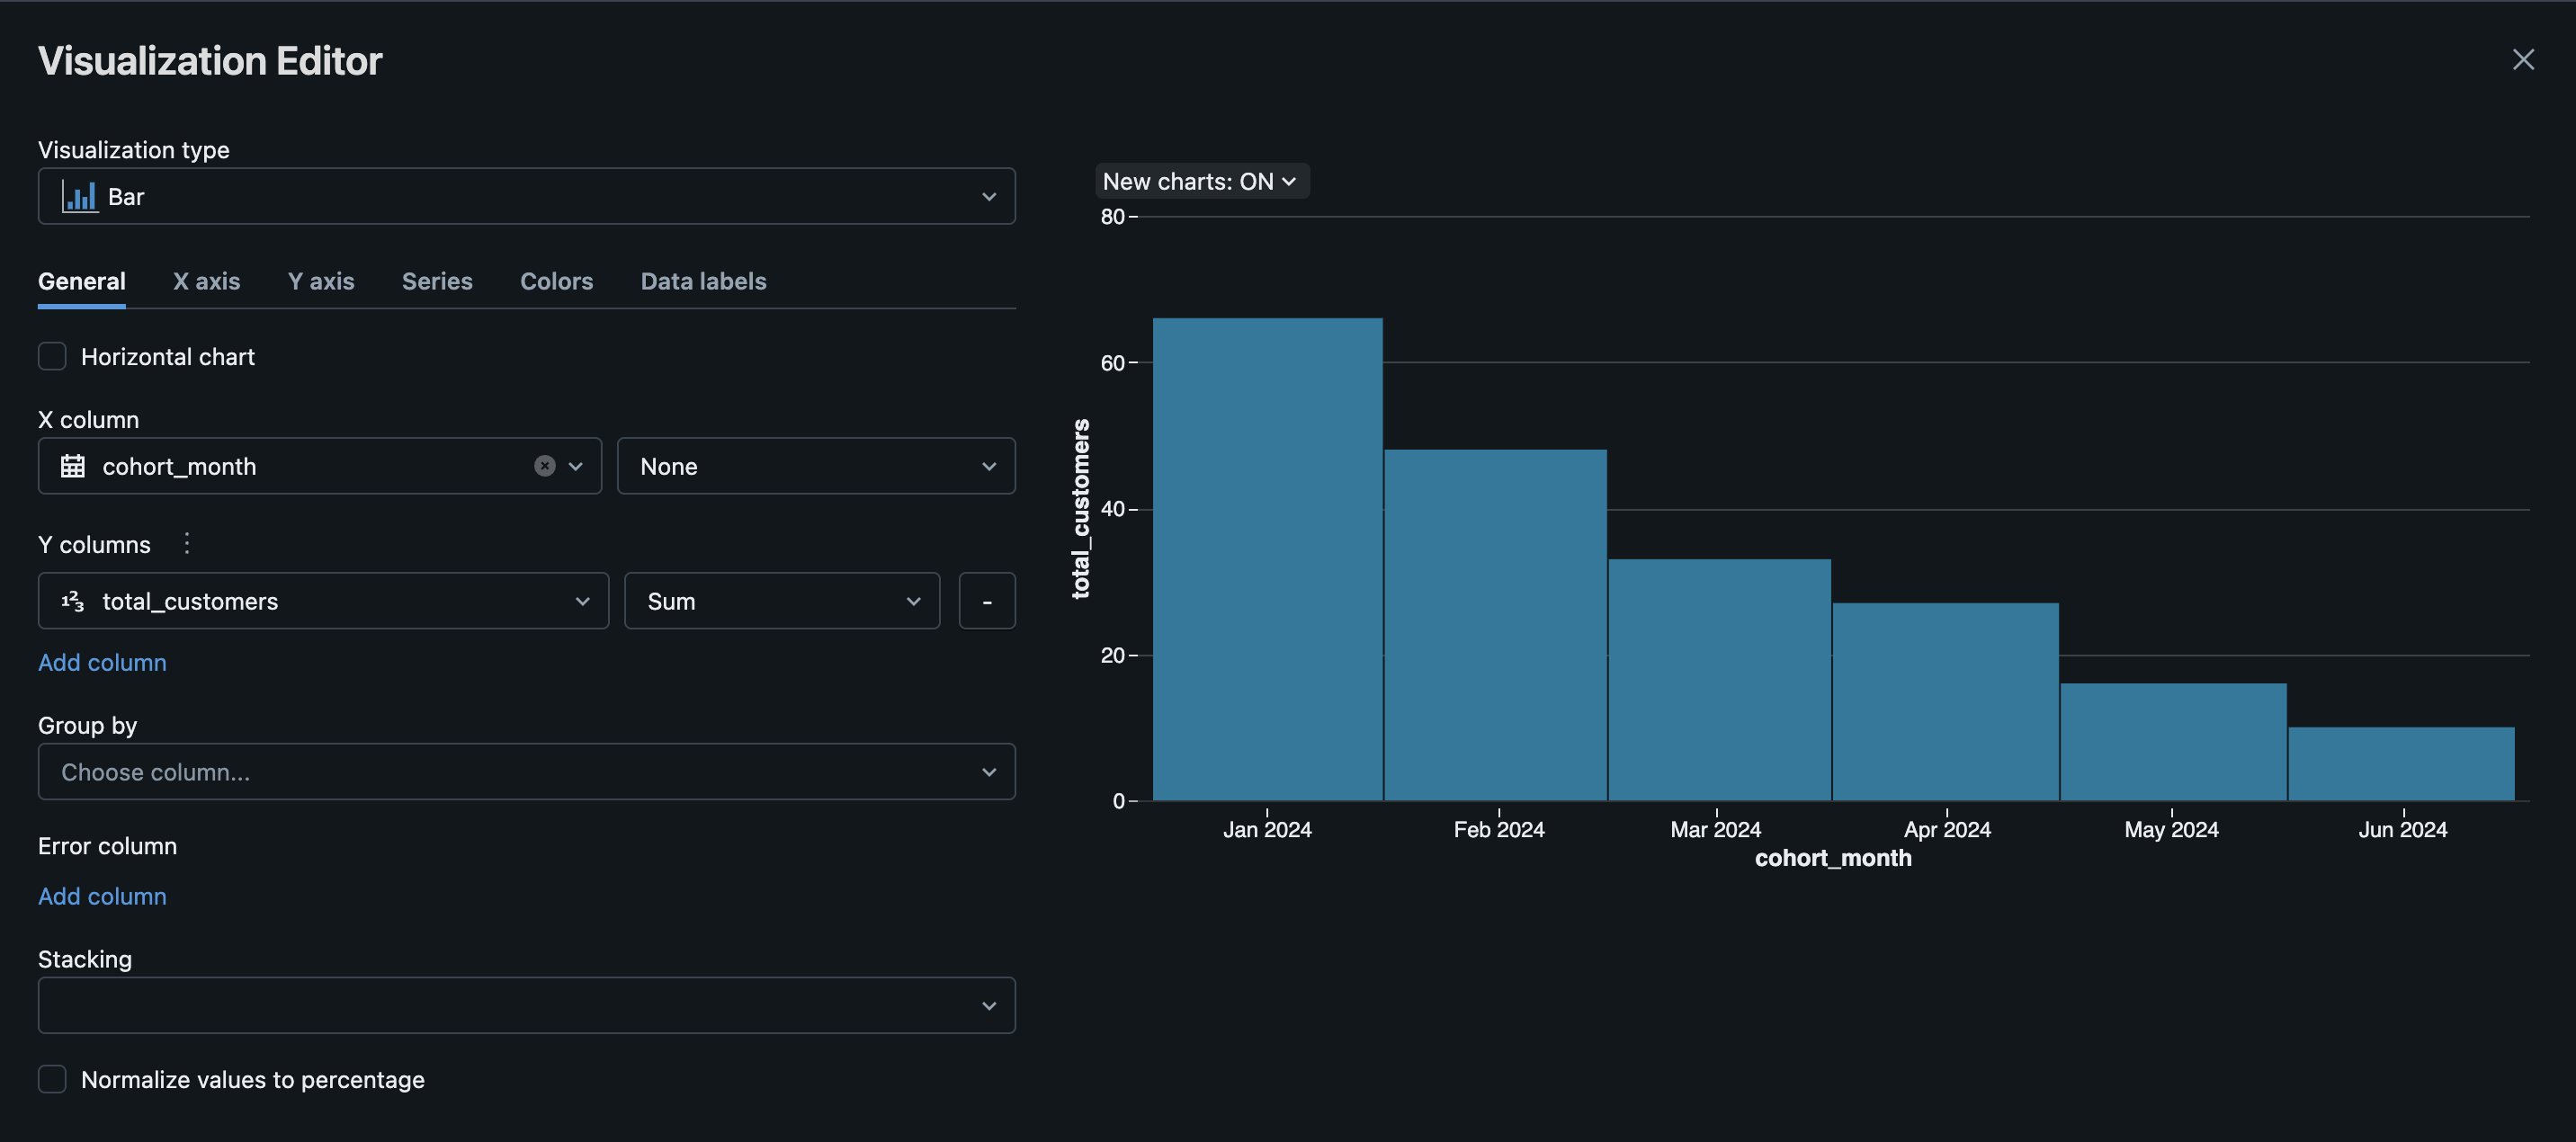 Visualization Editor
Visualization type
Bar
General X axis Y axis Series Colors Data labels
Horizontal chart
X column
cohort_month None
Y columns
123 total_customers Sum -
Add column
Group by
Choose column...
Error column
Add column
Stacking
Normalize values to percentage
New charts: ON
80
60
40
20
0
total_customers
Jan 2024 Feb 2024 Mar 2024 Apr 2024 May 2024 Jun 2024
cohort_month